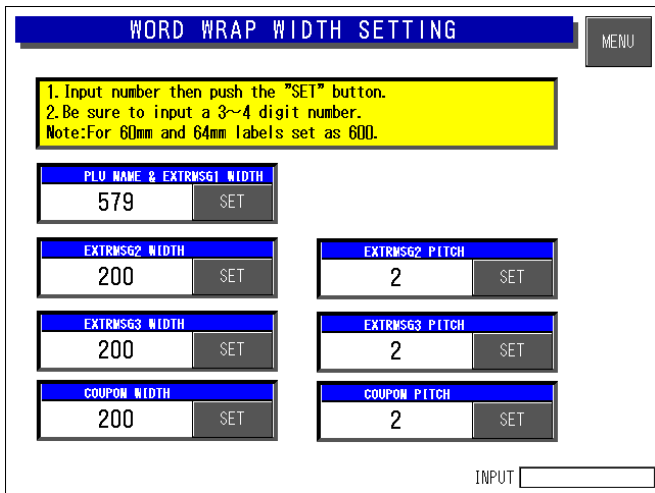 WORD WRAP WIDTH SETTING
MENU
1. Input number then push the "SET" button.
2. Be sure to input a 3～4 digit number.
Note:For 60mm and 64mm labels set as 600.
PLU NAME & EXTRMSG1 WIDTH
579 SET
EXTRMSG2 WIDTH
200 SET
EXTRMSG2 PITCH
2 SET
EXTRMSG3 WIDTH
200 SET
EXTRMSG3 PITCH
2 SET
COUPON WIDTH
200 SET
COUPON PITCH
2 SET
INPUT